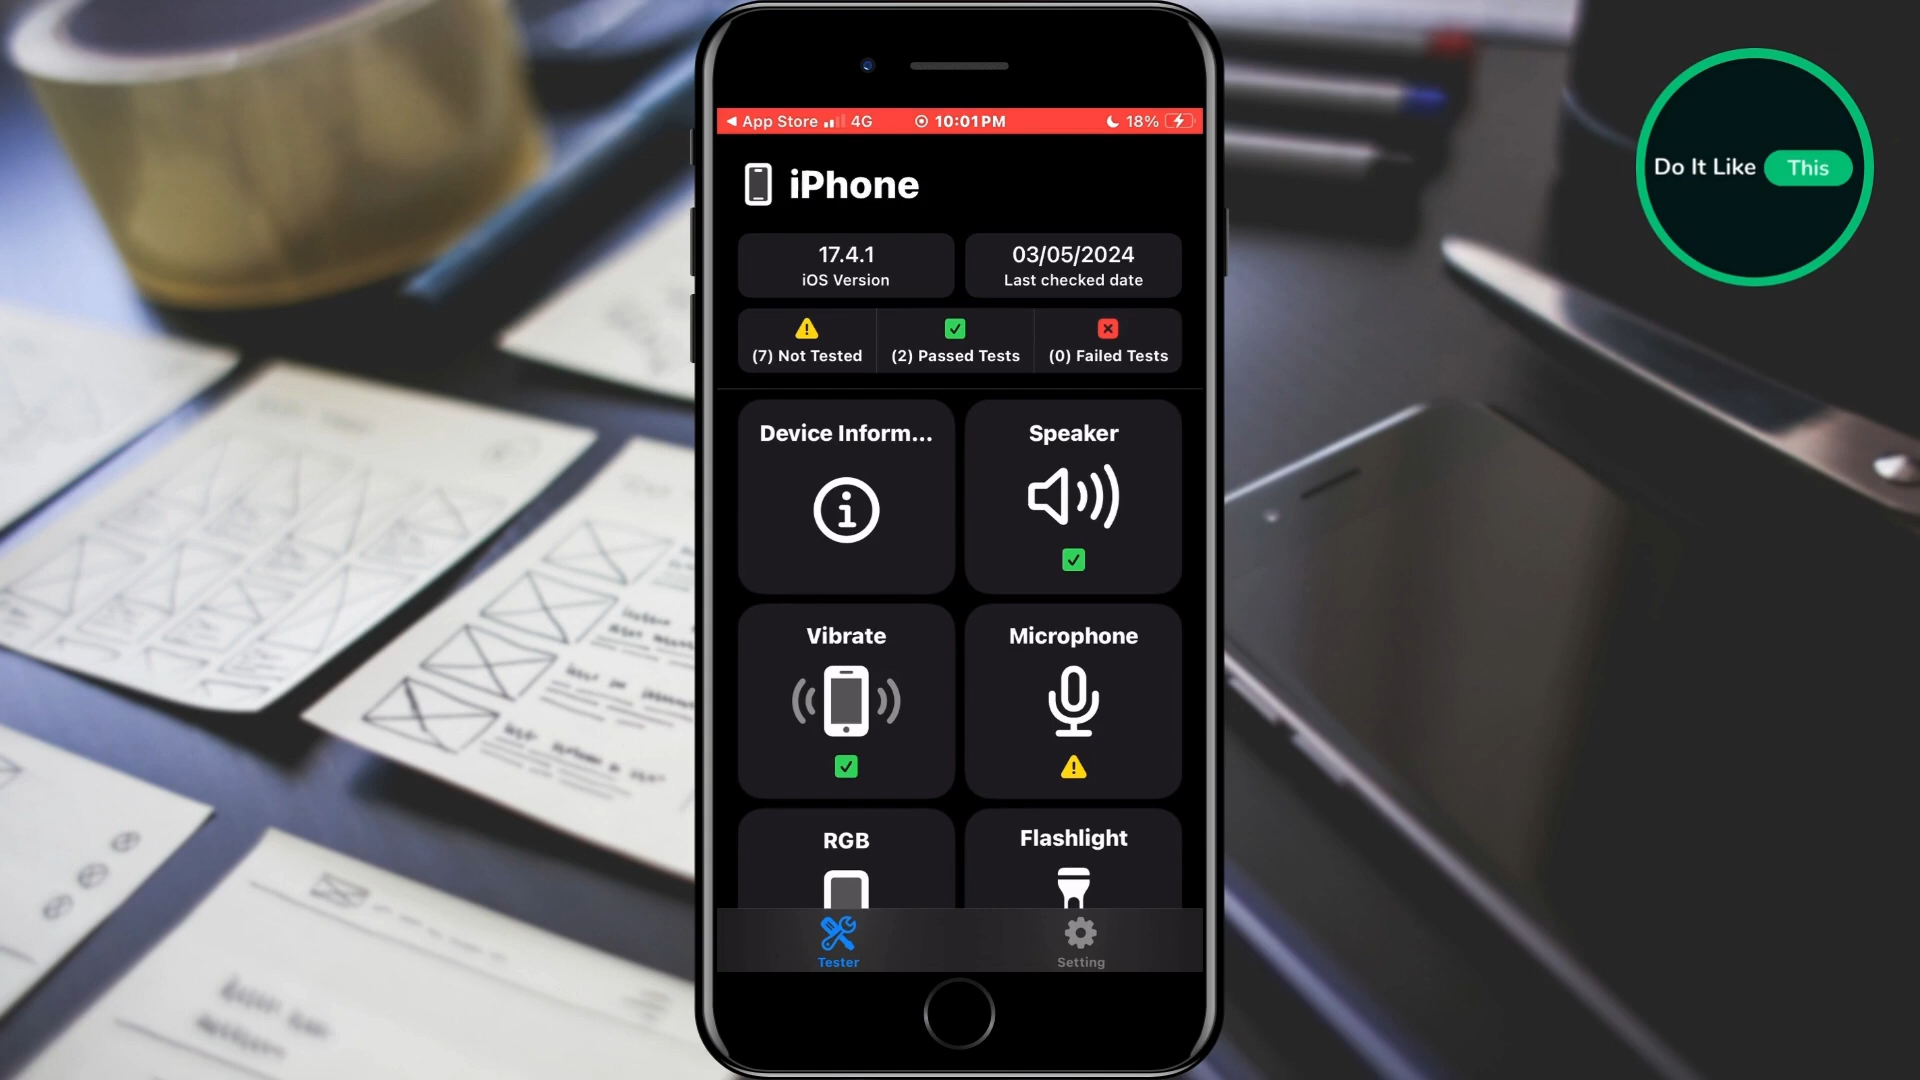 App Store 4G 10:01 PM 18%
iPhone
17.4.1
iOS Version
03/05/2024
Last checked date
(7) Not Tested
(2) Passed Tests
(0) Failed Tests
Device Inform...
Speaker
Vibrate
Microphone
RGB
Flashlight
Tester
Setting
Do It Like This